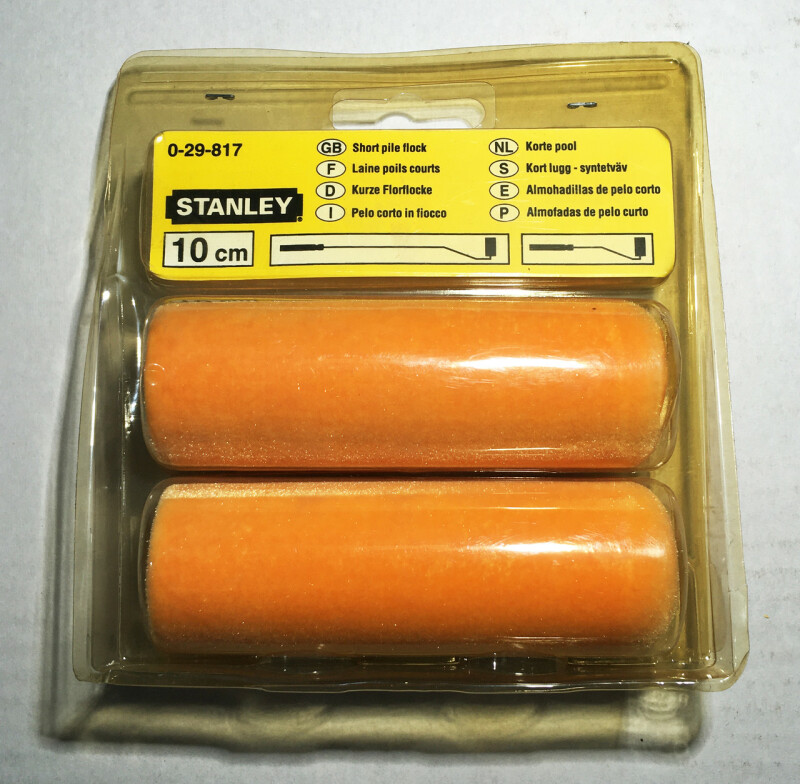 0-29-817
STANLEY
10 cm
GB Short pile flock
F Laine poils courts
D Kurze Florflocke
I Pelo corto in fiocco
NL Korte pool
S Kort lugg - syntetväv
E Almohadillas de pelo corto
P Almofadas de pelo curto